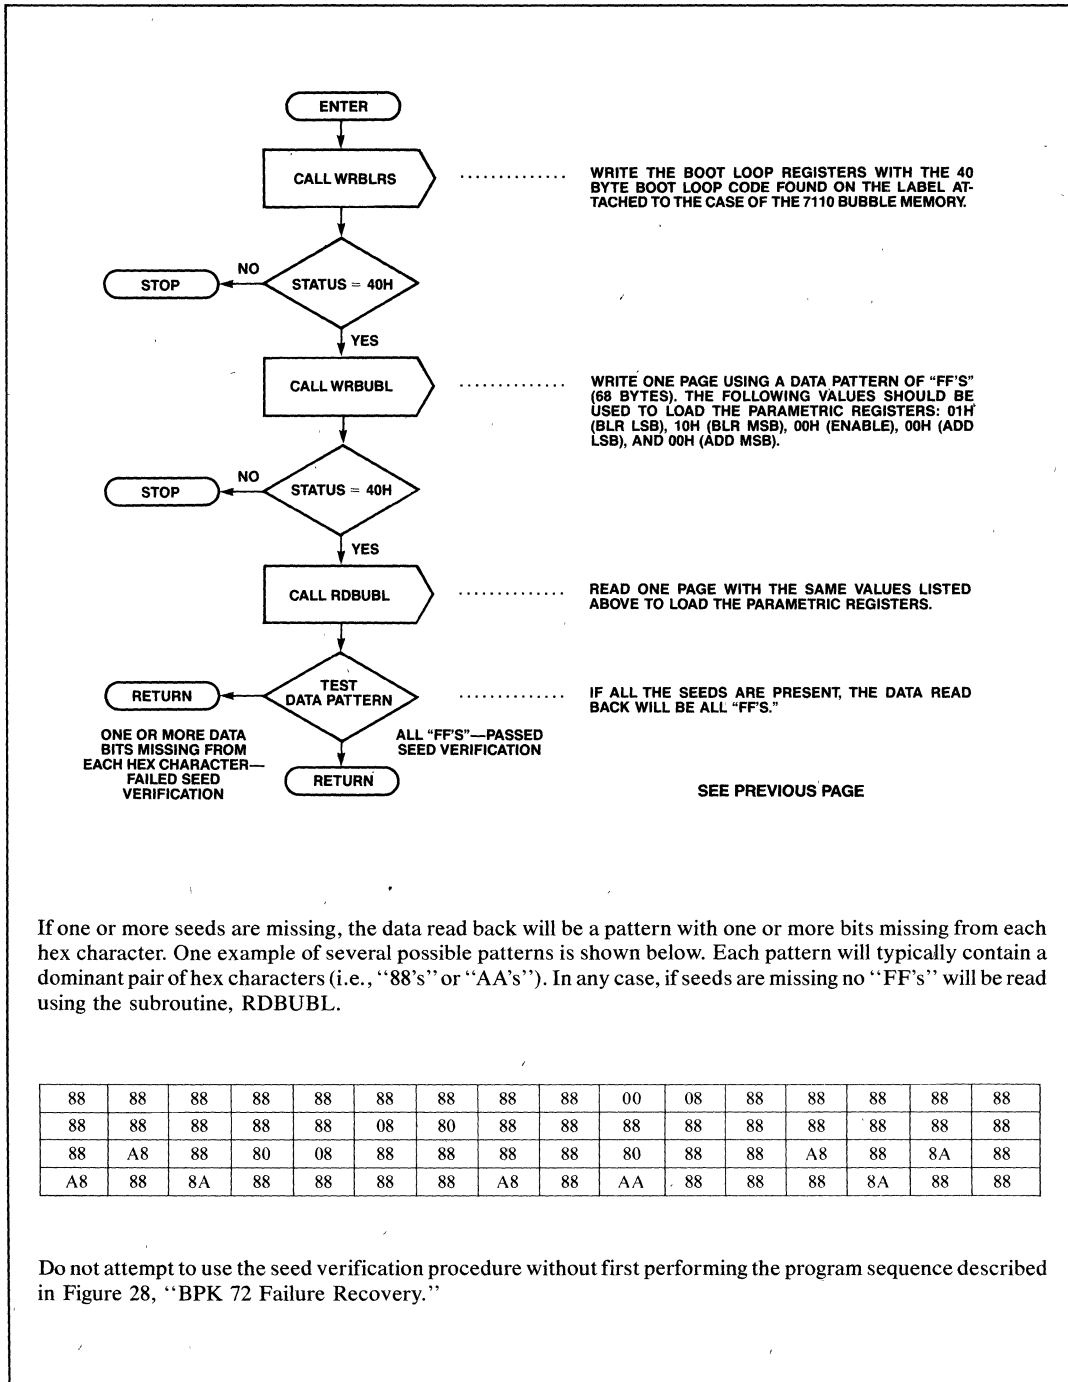 ENTER
CALL WRBLRS
WRITE THE BOOT LOOP REGISTERS WITH THE 40
BYTE BOOT LOOP CODE FOUND ON THE LABEL AT-
TACHED TO THE CASE OF THE 7110 BUBBLE MEMORY.
NO
STOP
STATUS = 40H
YES
CALL WRBUBL
WRITE ONE PAGE USING A DATA PATTERN OF "FF'S"
(68 BYTES). THE FOLLOWING VALUES SHOULD BE
USED TO LOAD THE PARAMETRIC REGISTERS: 01H
(BLR LSB), 10H (BLR MSB), 00H (ENABLE), 00H (ADD
LSB), AND 00H (ADD MSB).
NO
STOP
STATUS = 40H
YES
CALL RDBUBL
READ ONE PAGE WITH THE SAME VALUES LISTED
ABOVE TO LOAD THE PARAMETRIC REGISTERS.
RETURN
TEST
DATA PATTERN
IF ALL THE SEEDS ARE PRESENT, THE DATA READ
BACK WILL BE ALL "FF'S."
ONE OR MORE DATA
BITS MISSING FROM
EACH HEX CHARACTER—
FAILED SEED
VERIFICATION
ALL "FF'S"—PASSED
SEED VERIFICATION
RETURN
SEE PREVIOUS PAGE
If one or more seeds are missing, the data read back will be a pattern with one or more bits missing from each
hex character. One example of several possible patterns is shown below. Each pattern will typically contain a
dominant pair of hex characters (i.e., "88's" or "AA's"). In any case, if seeds are missing no "FF's" will be read
using the subroutine, RDBUBL.
88 88 88 88 88 88 88 88 88 00 08 88 88 88 88 88
88 88 88 88 88 08 80 88 88 88 88 88 88 88 88 88
88 A8 88 80 08 88 88 88 88 80 88 88 A8 88 8A 88
A8 88 8A 88 88 88 88 A8 88 AA 88 88 88 8A 88 88
Do not attempt to use the seed verification procedure without first performing the program sequence described
in Figure 28, "BPK 72 Failure Recovery."